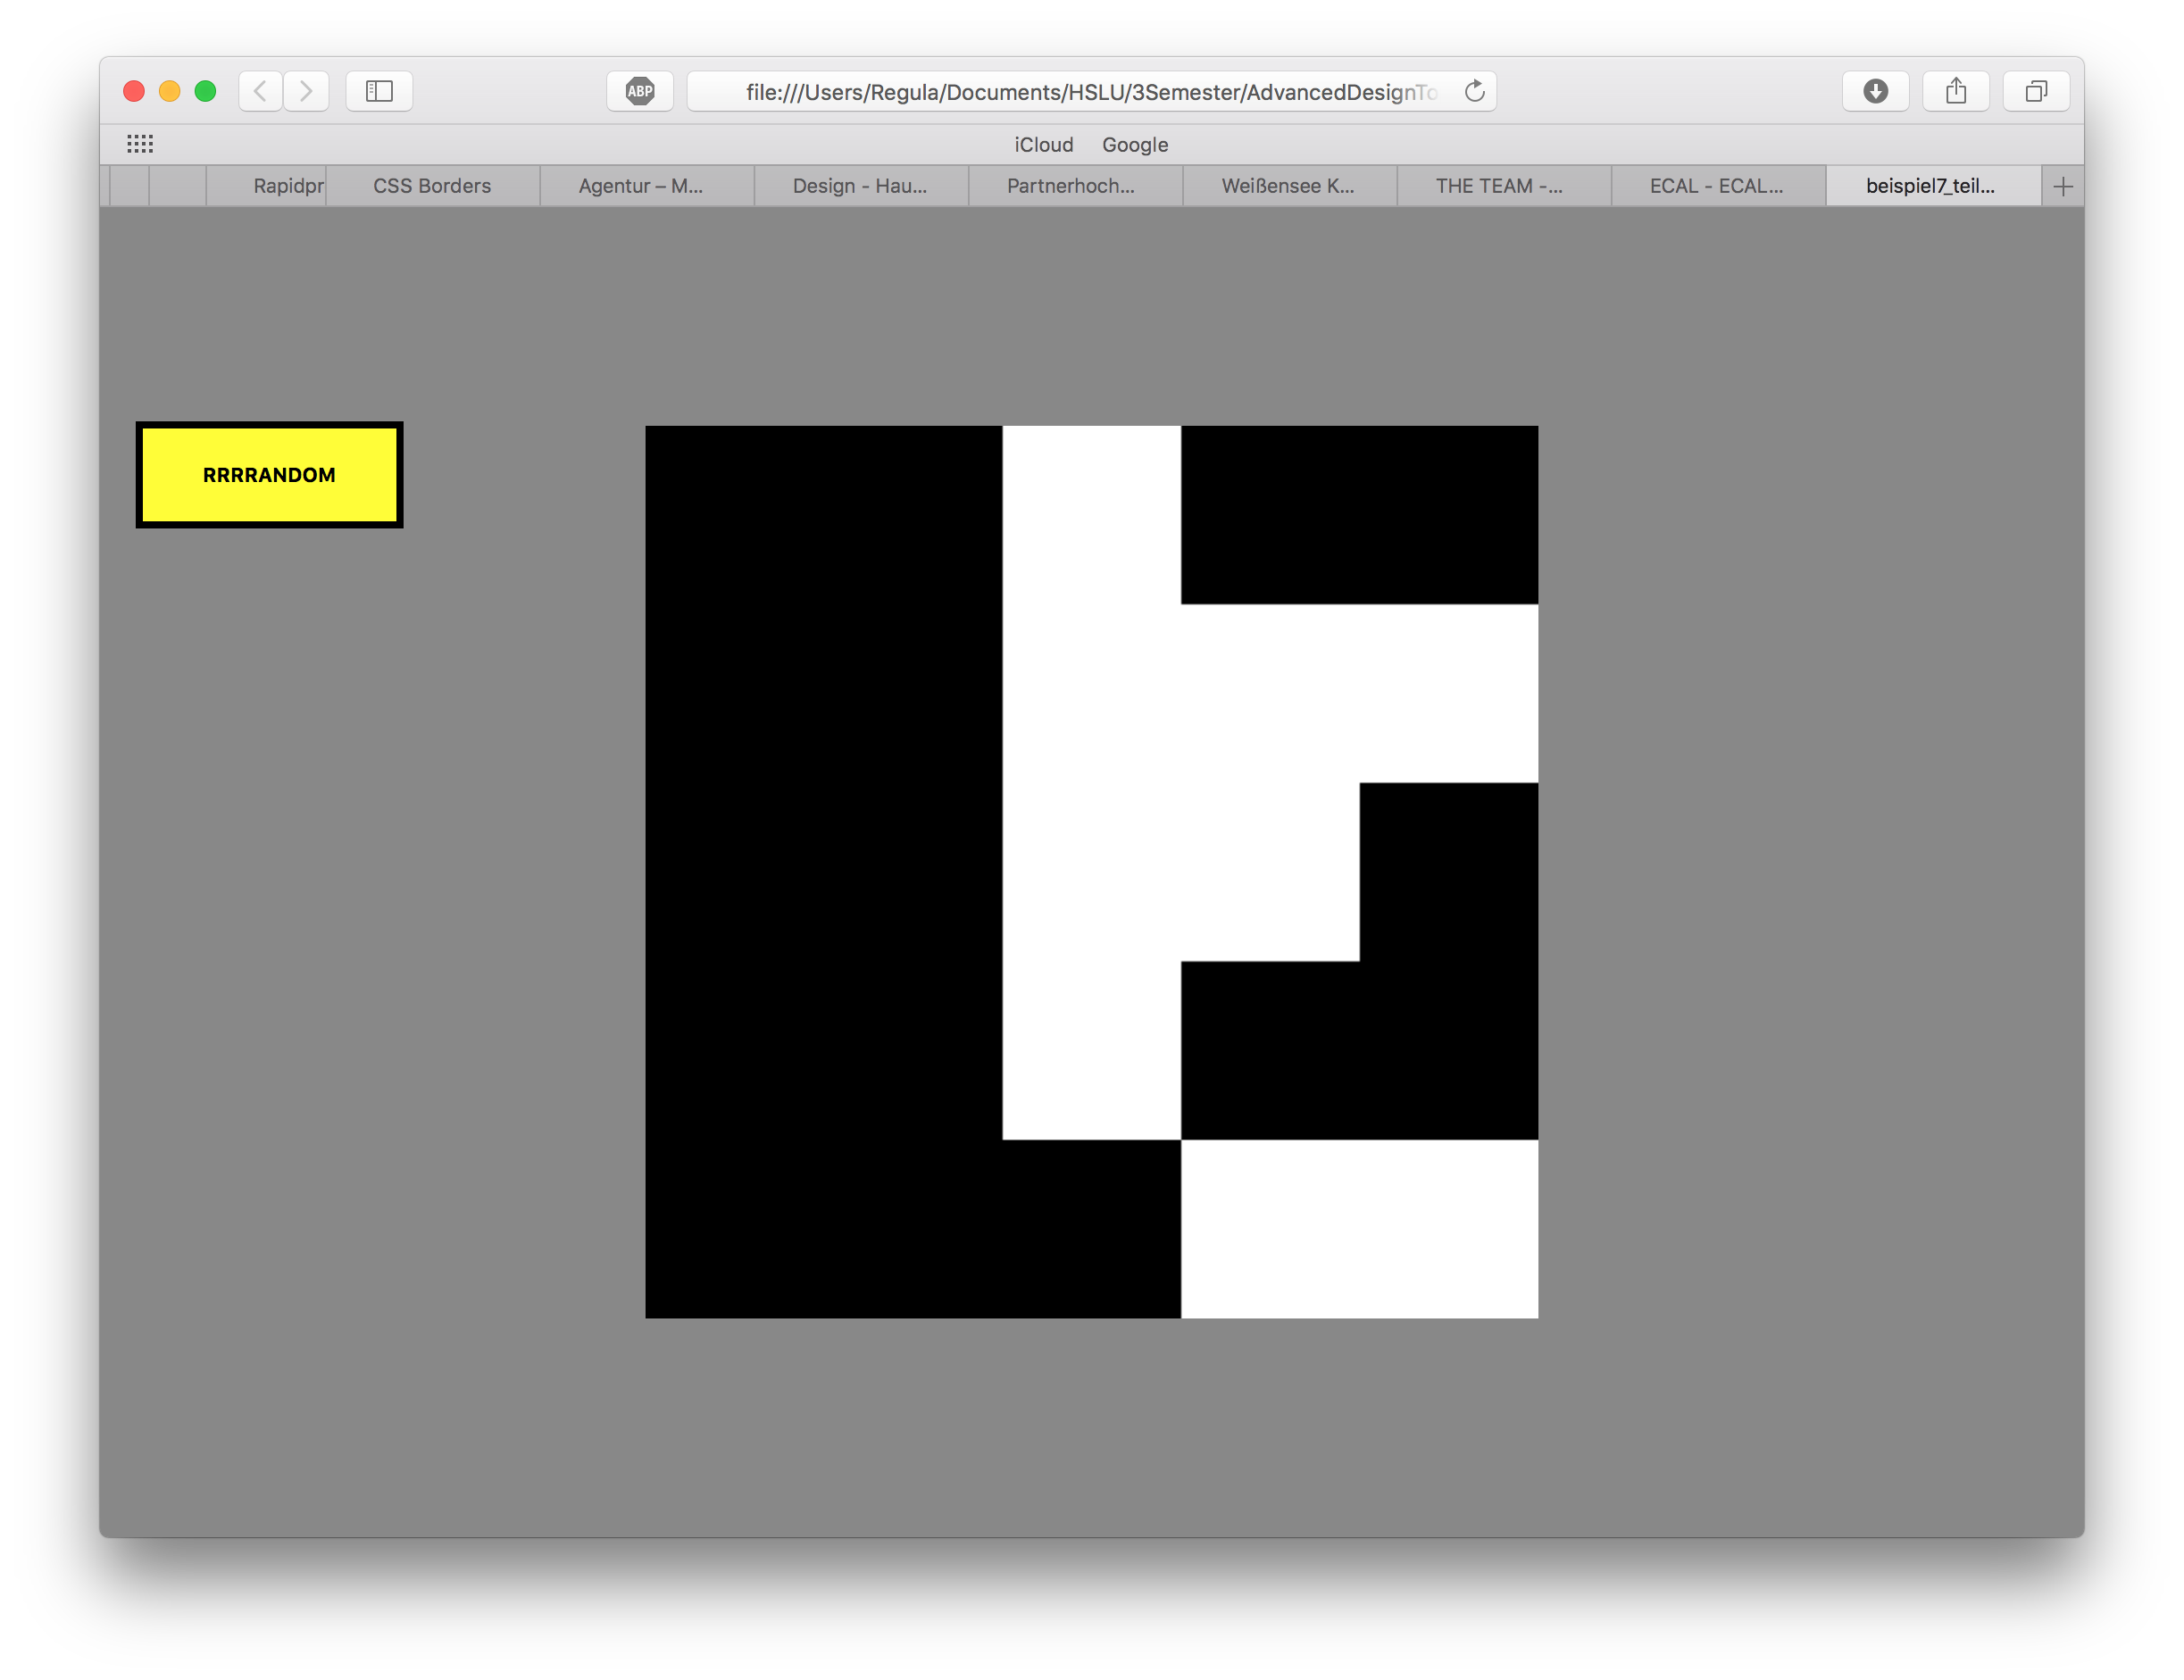 ABP
file:///Users/Regula/Documents/HSLU/3Semester/AdvancedDesignTo
iCloud Google
Rapidpr CSS Borders Agentur – M... Design - Hau... Partnerhoch... Weißensee K... THE TEAM -... ECAL - ECAL... beispiel7_teil...
RRRRANDOM